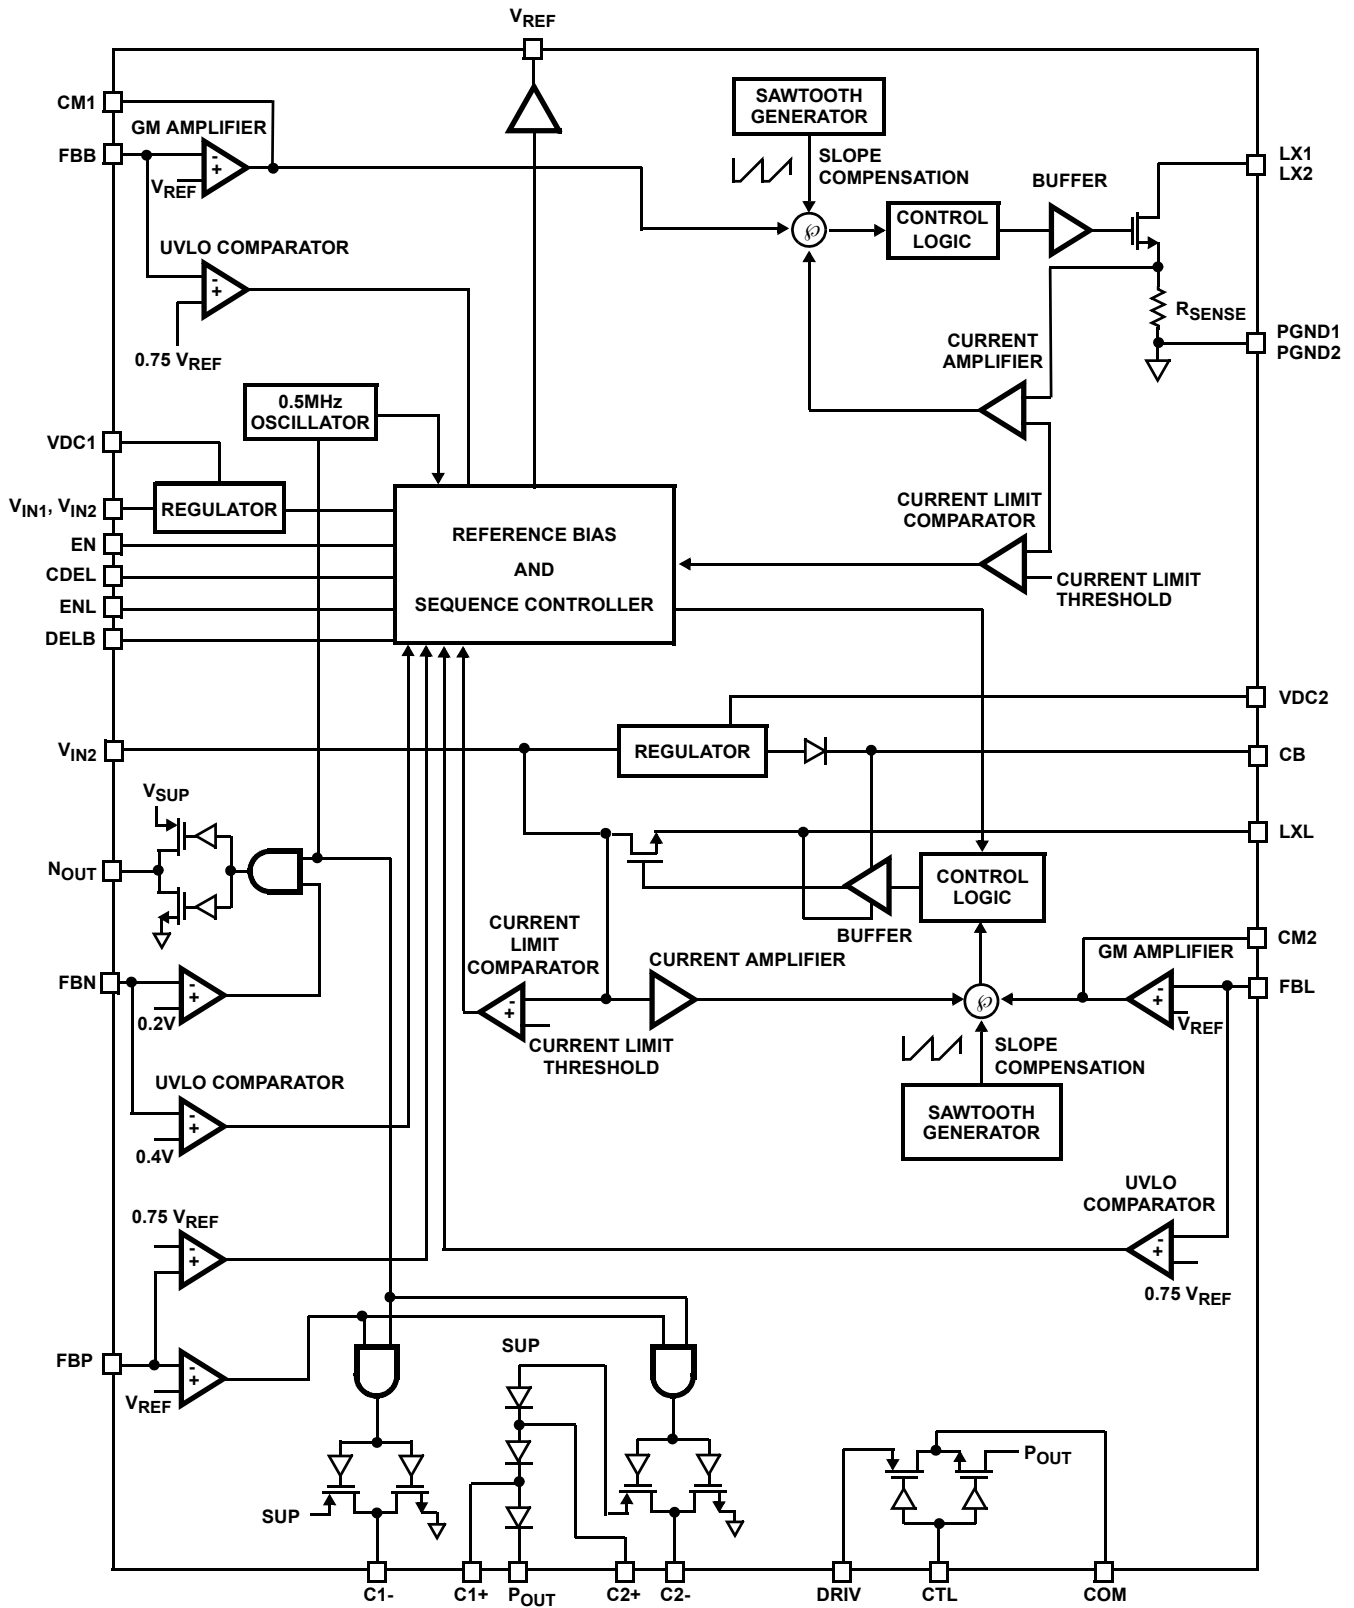 VREF
SAWTOOTH
GENERATOR
CM1
GM AMPLIFIER
FBB
-
+
VREF
SLOPE
COMPENSATION
LX1
LX2
BUFFER
CONTROL
LOGIC
UVLO COMPARATOR
-
+
0.75 VREF
RSENSE
PGND1
PGND2
CURRENT
AMPLIFIER
0.5MHz
OSCILLATOR
VDC1
VIN1, VIN2
REGULATOR
EN
CDEL
ENL
DELB
REFERENCE BIAS
AND
SEQUENCE CONTROLLER
CURRENT LIMIT
COMPARATOR
CURRENT LIMIT
THRESHOLD
VDC2
VIN2
REGULATOR
CB
VSUP
NOUT
LXL
CONTROL
LOGIC
BUFFER
CURRENT
LIMIT
COMPARATOR
-
+
CURRENT LIMIT
THRESHOLD
CURRENT AMPLIFIER
CM2
GM AMPLIFIER
FBL
-
+
VREF
FBN
-
+
0.2V
SLOPE
COMPENSATION
SAWTOOTH
GENERATOR
UVLO COMPARATOR
-
+
0.4V
UVLO
COMPARATOR
-
+
0.75 VREF
0.75 VREF
-
+
FBP
-
+
VREF
SUP
SUP
POUT
C1-
C1+
POUT
C2+
C2-
DRIV
CTL
COM